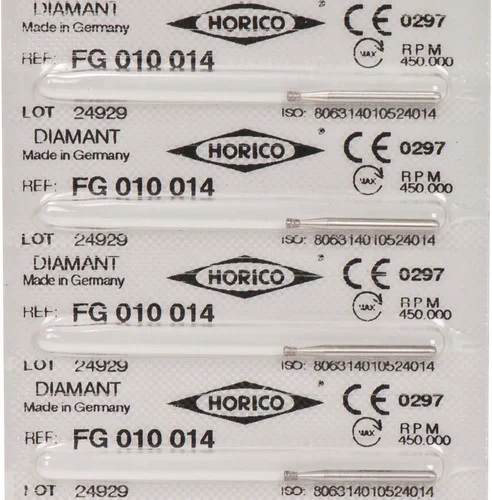 DIAMANT HORICO ® CE 0297
Made in Germany
REF: FG 010 014 MAX RPM 450.000
LOT 24929 ISO: 806314010524014
DIAMANT HORICO ® CE 0297
Made in Germany
REF: FG 010 014 MAX RPM 450.000
LOT 24929 ISO: 806314010524014
DIAMANT HORICO ® CE 0297
Made in Germany
REF: FG 010 014 MAX RPM 450.000
LOT 24929 ISO: 806314010524014
DIAMANT HORICO ® CE 0297
Made in Germany
REF: FG 010 014 MAX RPM 450.000
LOT 24929 ISO: 806314010524014